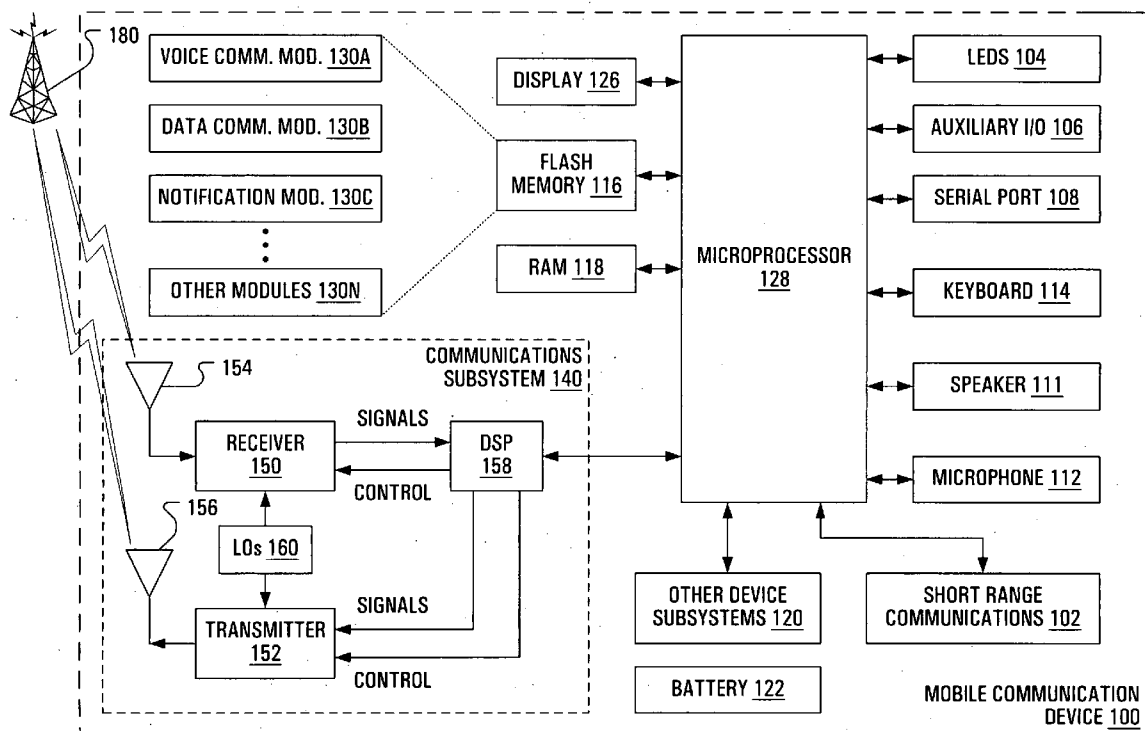 180
VOICE COMM. MOD. 130A
DATA COMM. MOD. 130B
NOTIFICATION MOD. 130C
OTHER MODULES 130N
DISPLAY 126
FLASH
MEMORY 116
RAM 118
MICROPROCESSOR
128
LEDS 104
AUXILIARY I/O 106
SERIAL PORT 108
KEYBOARD 114
SPEAKER 111
MICROPHONE 112
COMMUNICATIONS
SUBSYSTEM 140
154
RECEIVER
150
SIGNALS
CONTROL
DSP
158
156
LOs 160
TRANSMITTER
152
SIGNALS
CONTROL
OTHER DEVICE
SUBSYSTEMS 120
SHORT RANGE
COMMUNICATIONS 102
BATTERY 122
MOBILE COMMUNICATION
DEVICE 100